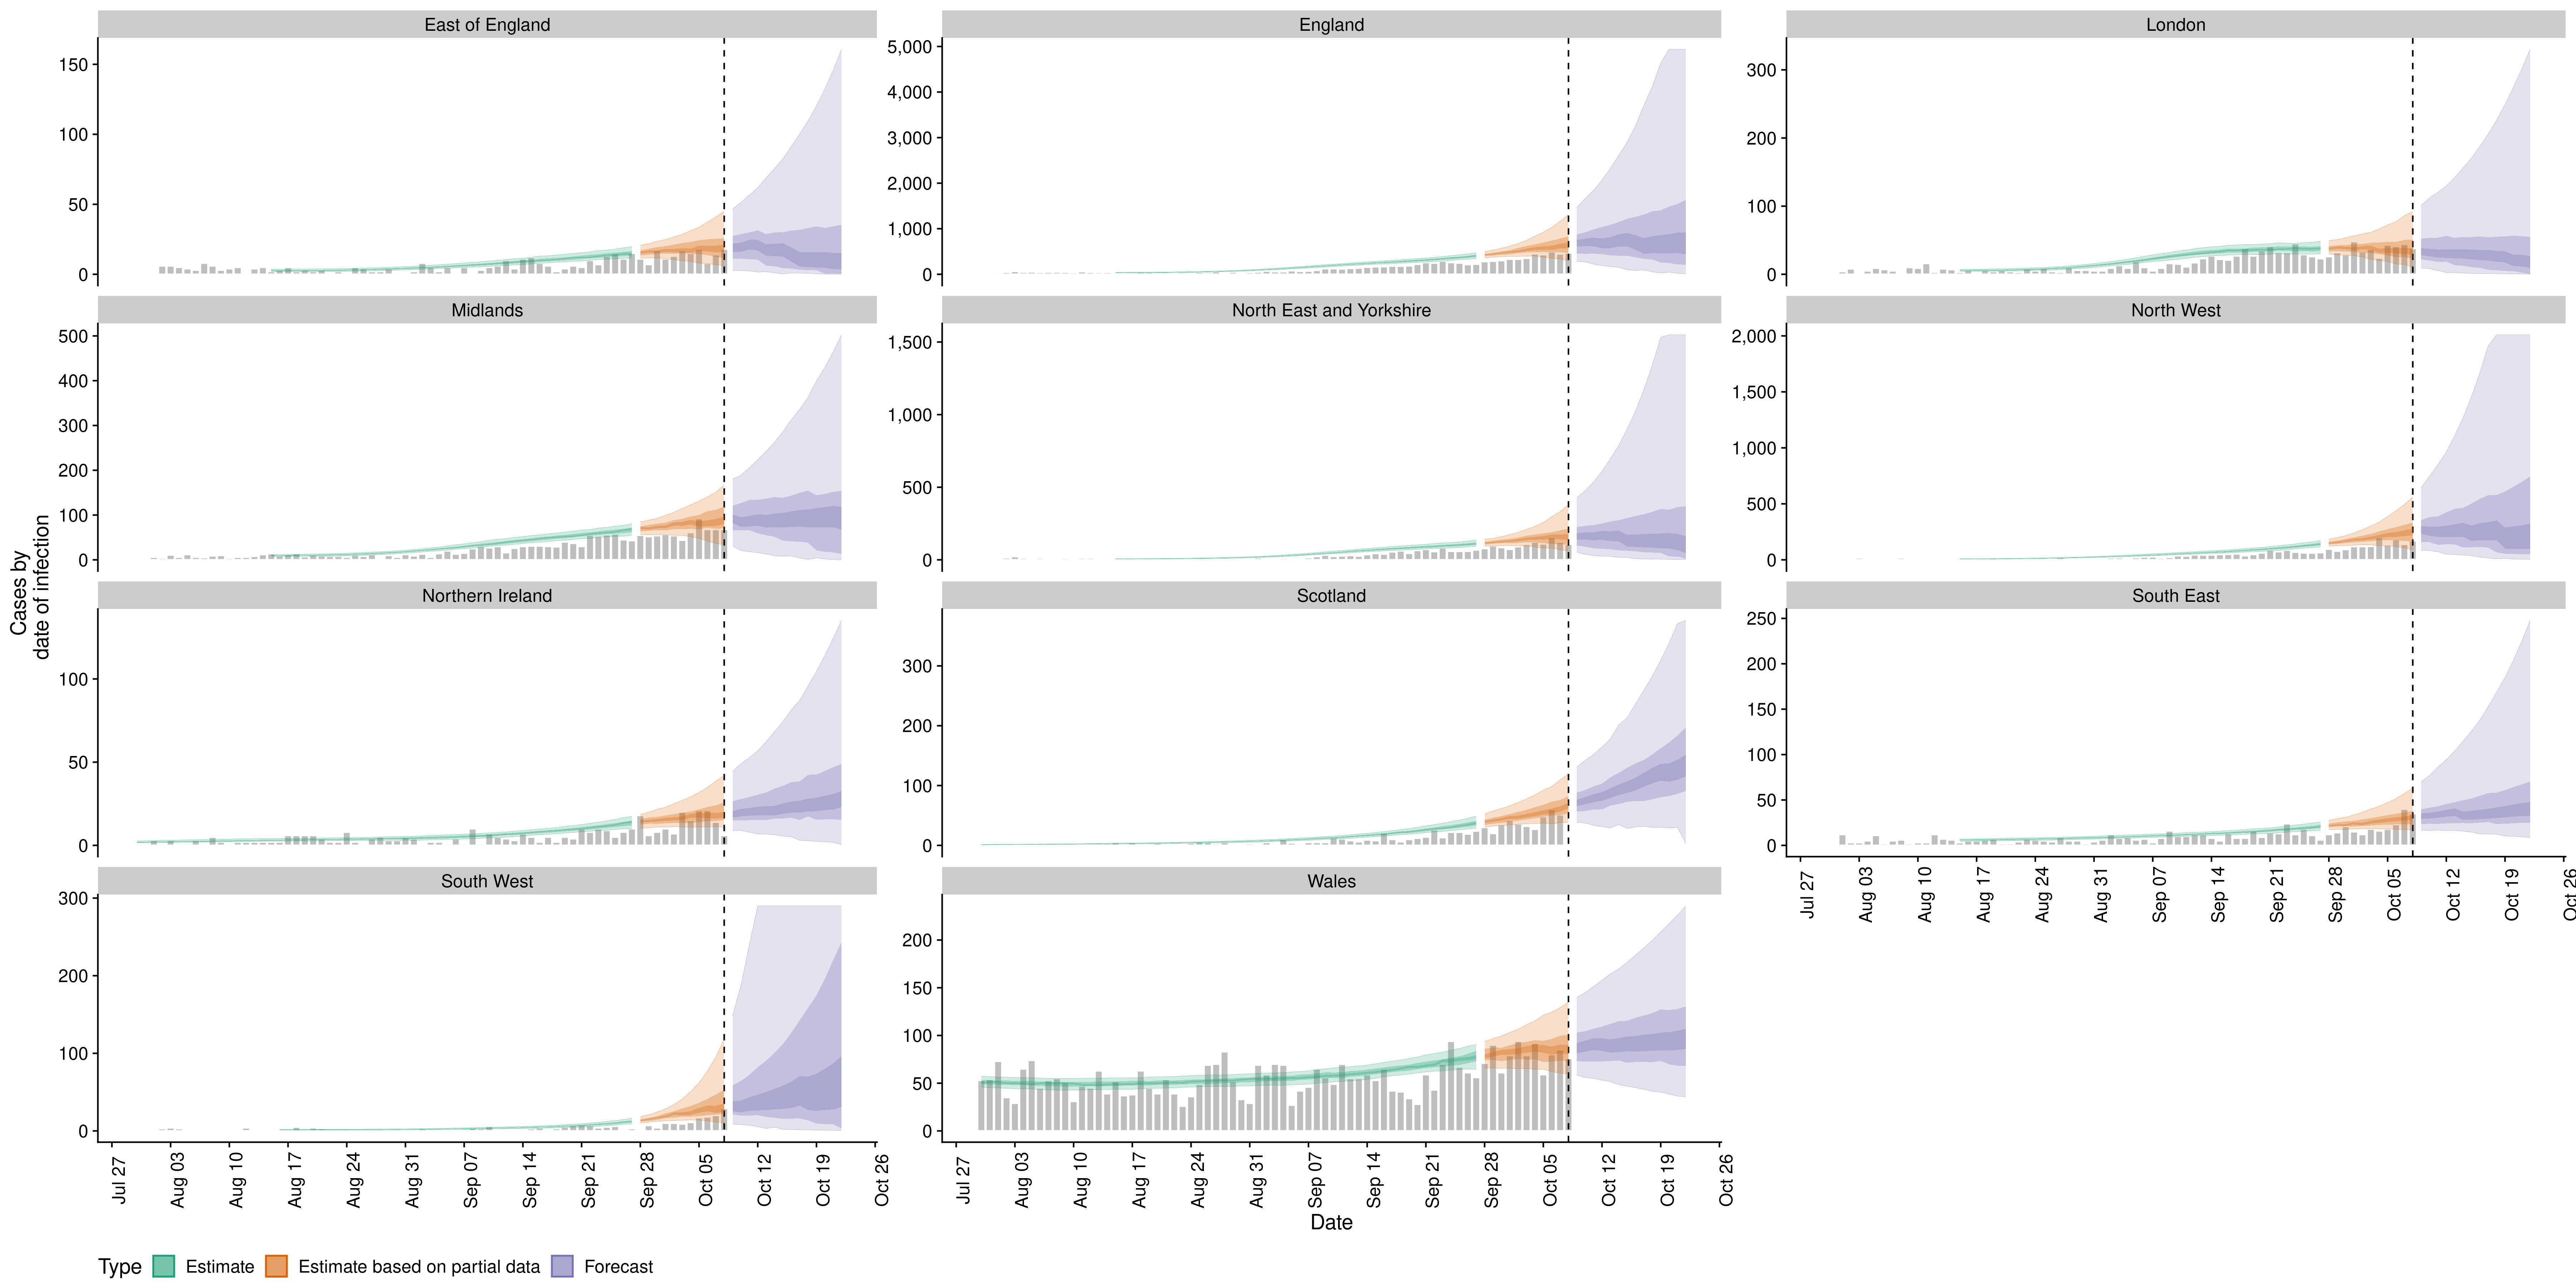 East of England
England
London
150
100
50
0
5,000
4,000
3,000
2,000
1,000
0
300
200
100
0
Midlands
North East and Yorkshire
North West
500
400
300
200
100
0
1,500
1,000
500
0
2,000
1,500
1,000
500
0
Northern Ireland
Scotland
South East
100
50
0
300
200
100
0
250
200
150
100
50
0
Jul 27
Aug 03
Aug 10
Aug 17
Aug 24
Aug 31
Sep 07
Sep 14
Sep 21
Sep 28
Oct 05
Oct 12
Oct 19
Oct 26
South West
Wales
300
200
100
0
200
150
100
50
0
Jul 27
Aug 03
Aug 10
Aug 17
Aug 24
Aug 31
Sep 07
Sep 14
Sep 21
Sep 28
Oct 05
Oct 12
Oct 19
Oct 26
Jul 27
Aug 03
Aug 10
Aug 17
Aug 24
Aug 31
Sep 07
Sep 14
Sep 21
Sep 28
Oct 05
Oct 12
Oct 19
Oct 26
Cases by
date of infection
Date
Type Estimate Estimate based on partial data Forecast